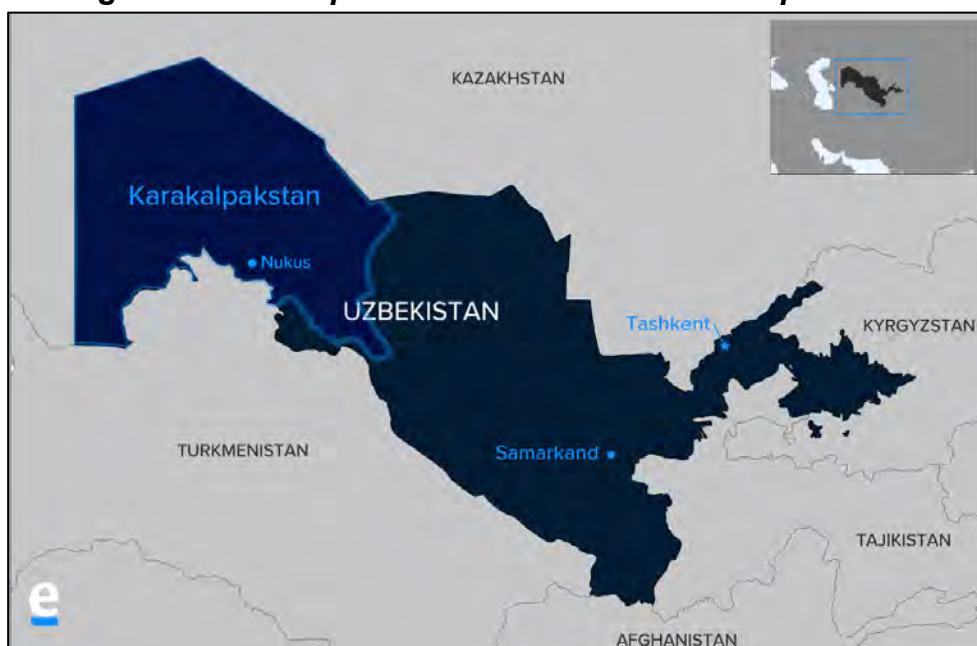 KAZAKHSTAN
Karakalpakstan
Nukus
UZBEKISTAN
Tashkent
KYRGYZSTAN
TURKMENISTAN
Samarkand
TAJIKISTAN
e
AFGHANISTAN